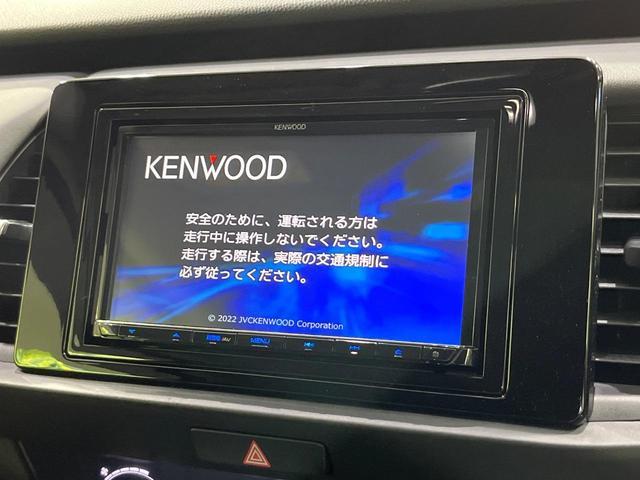 KENWOOD
KENWOOD
安全のために、運転される方は
走行中に操作しないでください。
走行する際は、実際の交通規制に
必ず従ってください。
© 2022 JVCKENWOOD Corporation
MENU